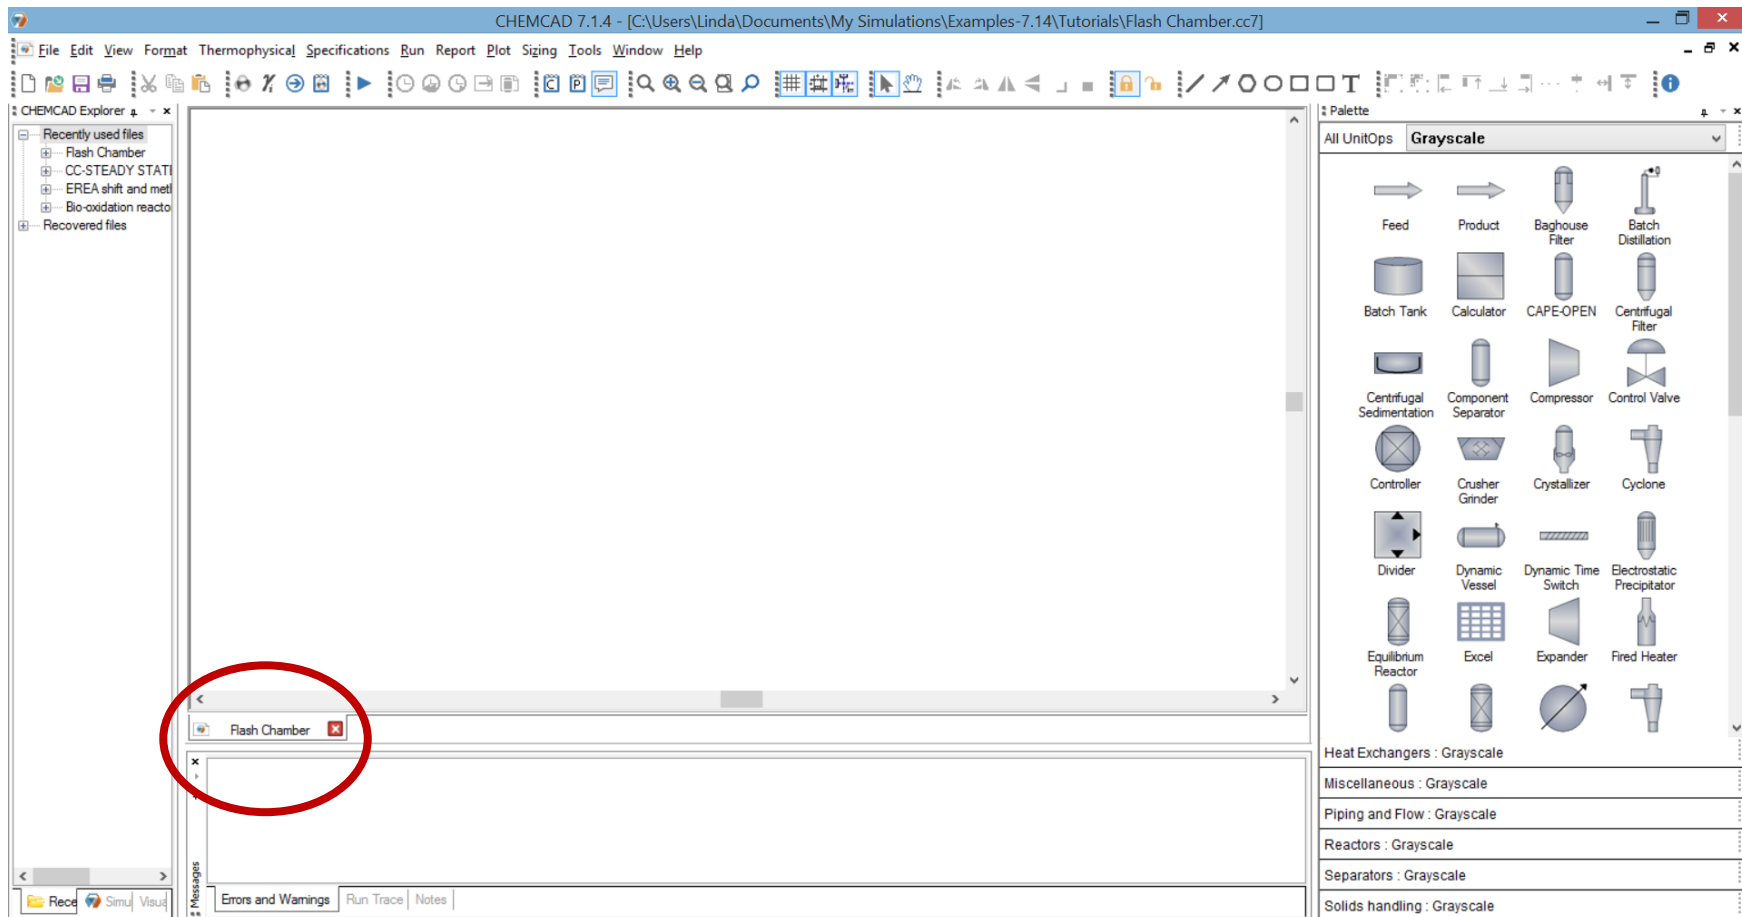 CHEMCAD 7.1.4 - [C:\Users\Linda\Documents\My Simulations\Examples-7.14\Tutorials\Flash Chamber.cc7]
File Edit View Format Thermophysical Specifications Run Report Plot Sizing Tools Window Help
CHEMCAD Explorer
Recently used files
Flash Chamber
CC-STEADY STATI
EREA shift and metl
Bio-oxidation reacto
Recovered files
Rece Simul Visua
Flash Chamber
Messages
Errors and Warnings Run Trace Notes
Palette
All UnitOps Grayscale
Feed Product Baghouse Filter Batch Distillation
Batch Tank Calculator CAPE-OPEN Centrifugal Filter
Centrifugal Sedimentation Component Separator Compressor Control Valve
Controller Crusher Grinder Crystallizer Cyclone
Divider Dynamic Vessel Dynamic Time Switch Electrostatic Precipitator
Equilibrium Reactor Excel Expander Fired Heater
Heat Exchangers : Grayscale
Miscellaneous : Grayscale
Piping and Flow : Grayscale
Reactors : Grayscale
Separators : Grayscale
Solids handling : Grayscale